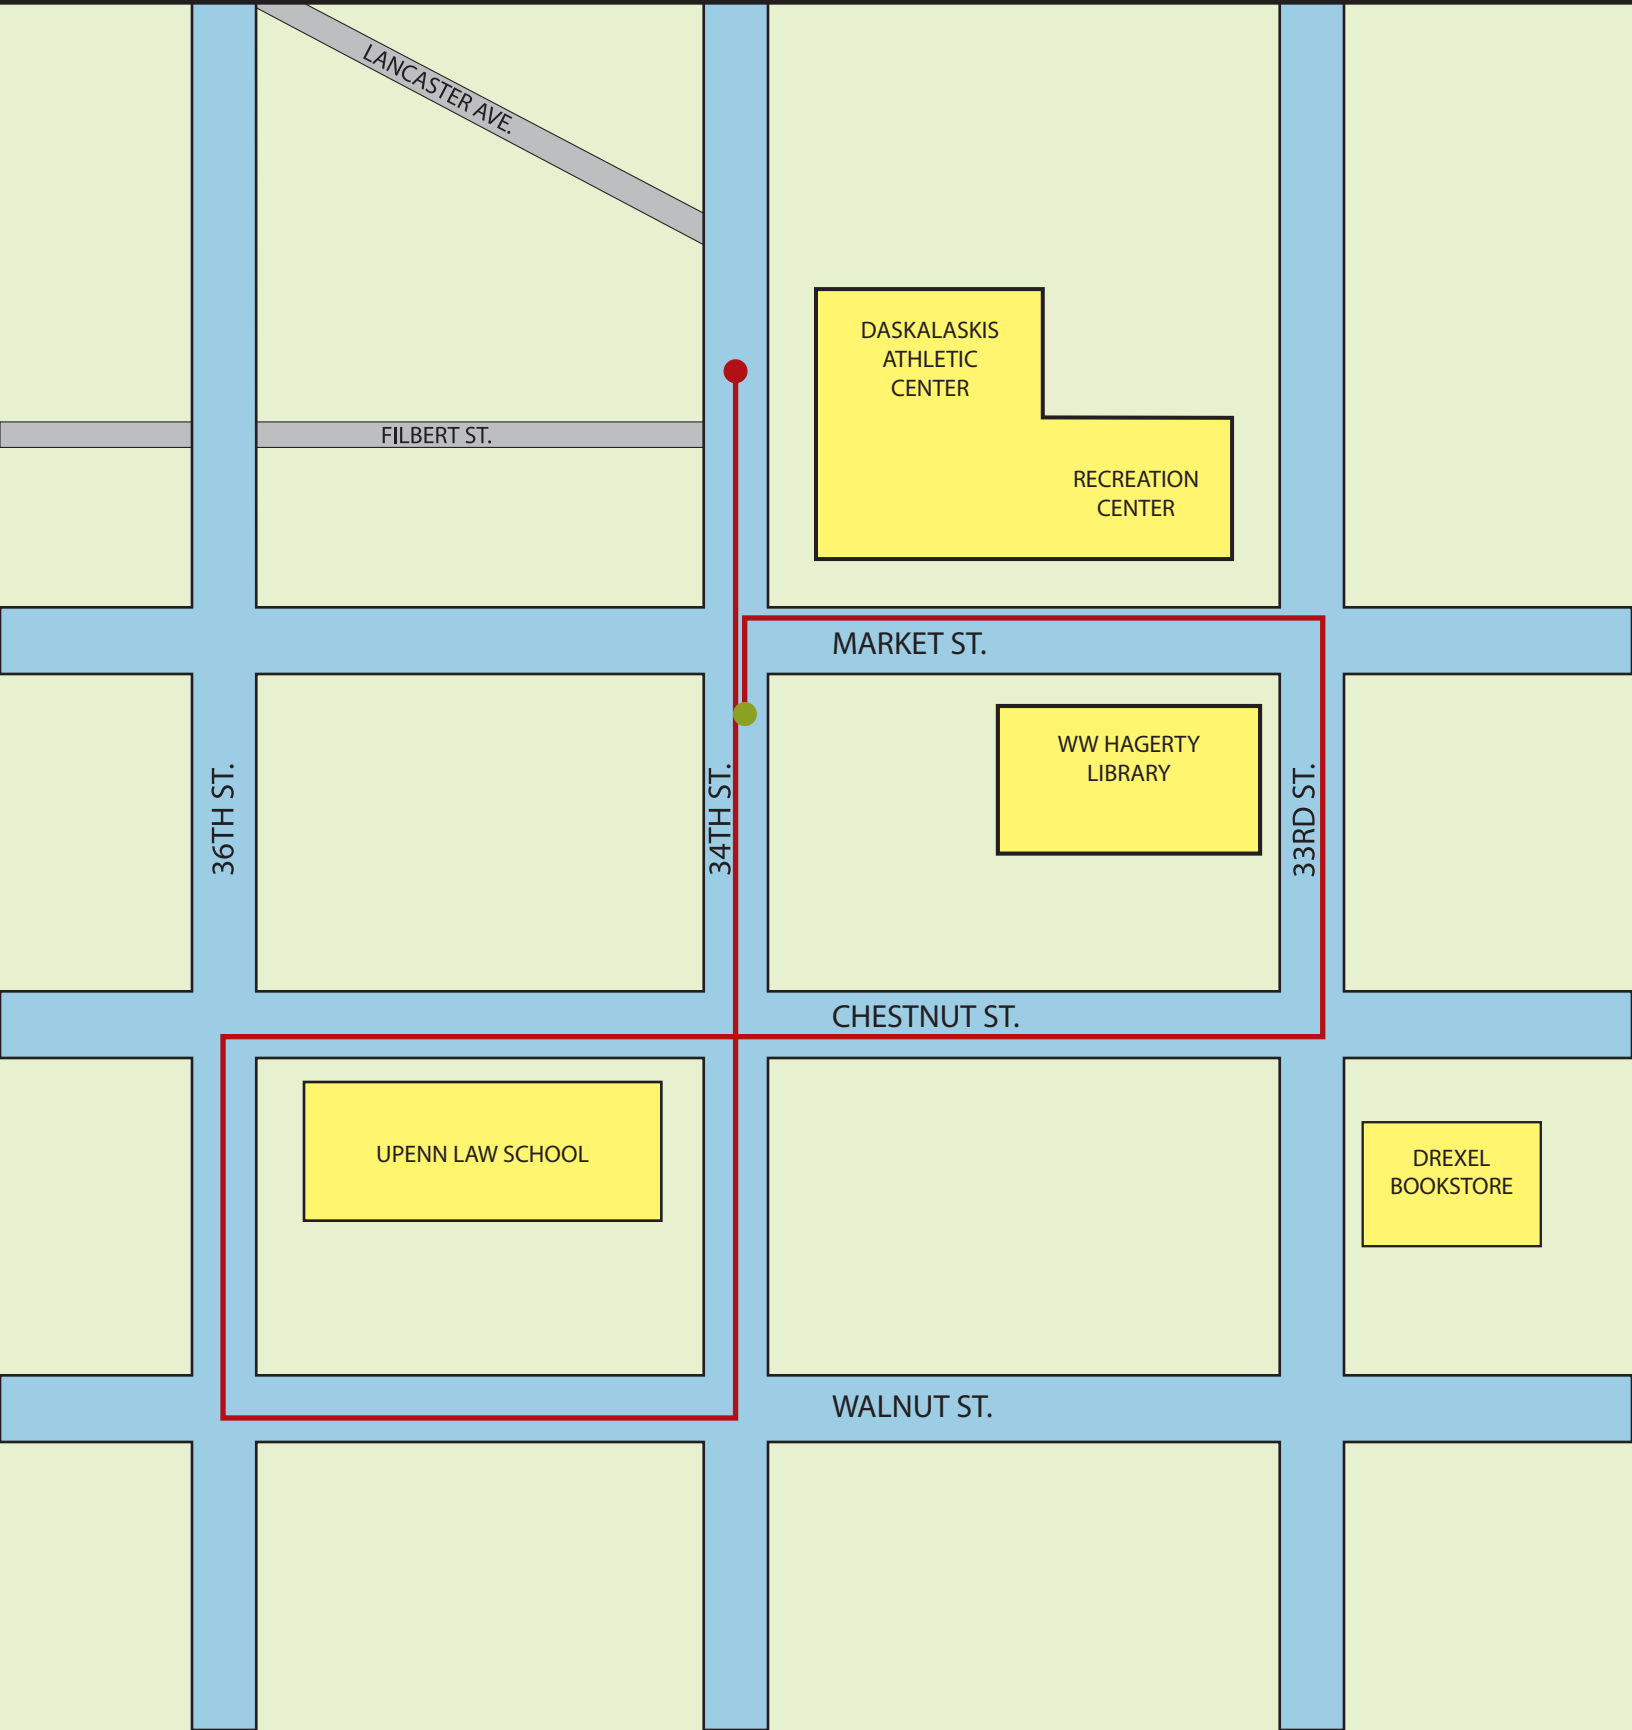 LANCASTER AVE.
DASKALASKIS
ATHLETIC
CENTER
FILBERT ST.
RECREATION
CENTER
MARKET ST.
WW HAGERTY
LIBRARY
36TH ST.
34TH ST.
33RD ST.
CHESTNUT ST.
UPENN LAW SCHOOL
DREXEL
BOOKSTORE
WALNUT ST.